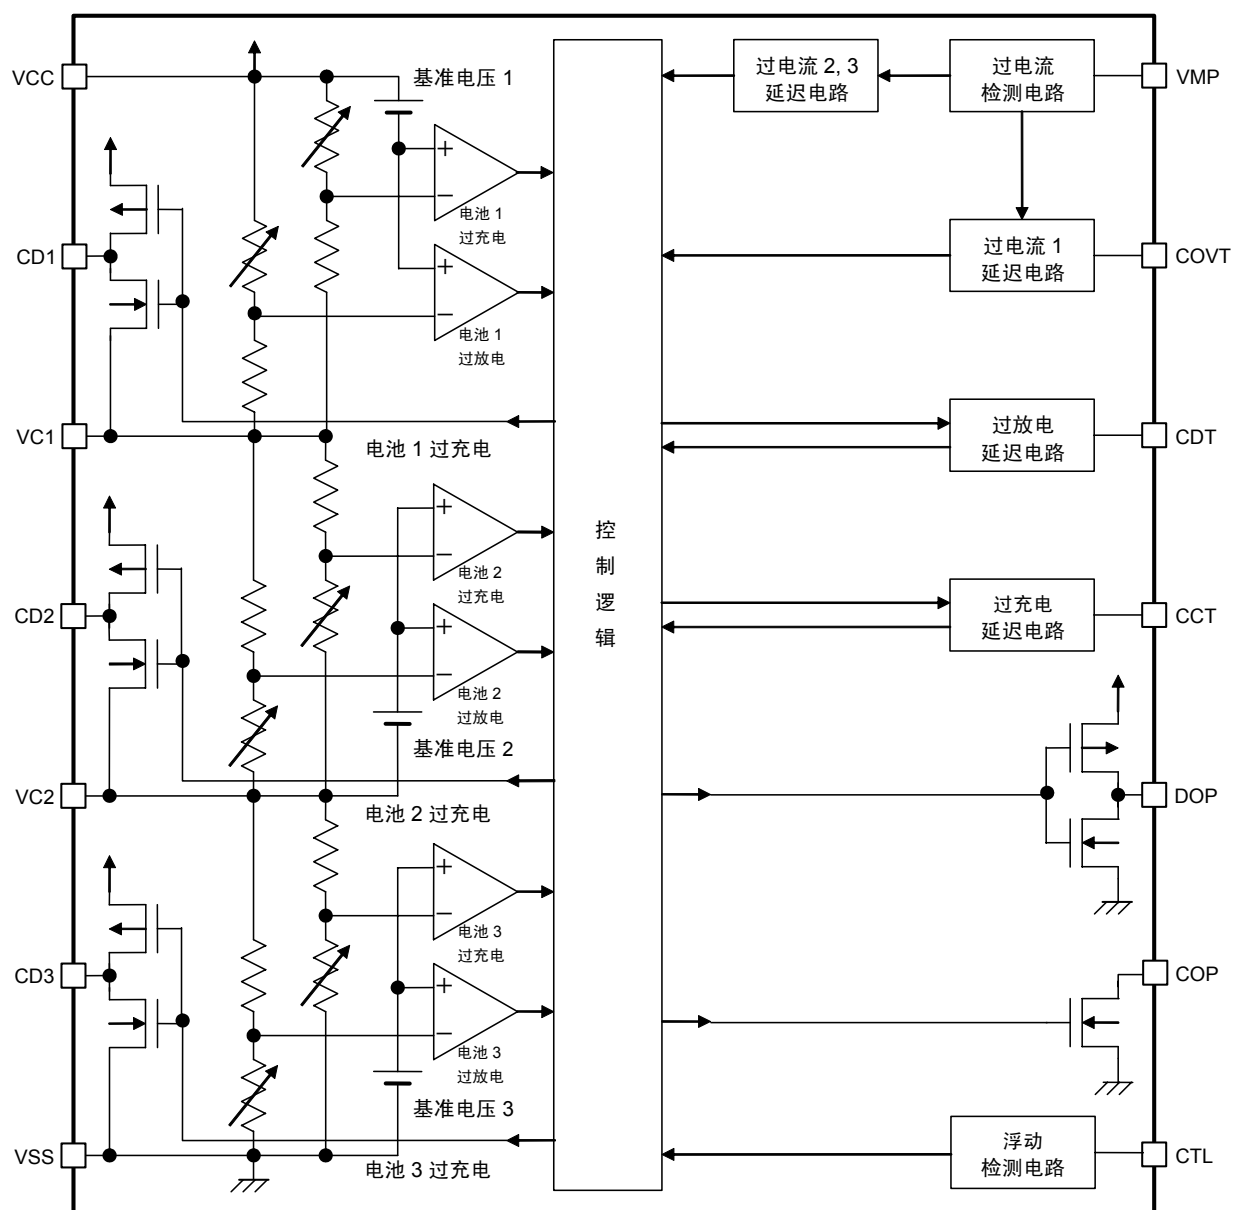 VCC
CD1
VC1
CD2
VC2
CD3
VSS
基准电压 1
+
−
电池 1
过充电
+
−
电池 1
过放电
电池 1 过充电
+
−
电池 2
过充电
+
−
电池 2
过放电
基准电压 2
电池 2 过充电
+
−
电池 3
过充电
+
−
电池 3
过放电
基准电压 3
电池 3 过充电
控
制
逻
辑
过电流 2, 3
延迟电路
过电流
检测电路
VMP
过电流 1
延迟电路
COVT
过放电
延迟电路
CDT
过充电
延迟电路
CCT
DOP
COP
浮动
检测电路
CTL